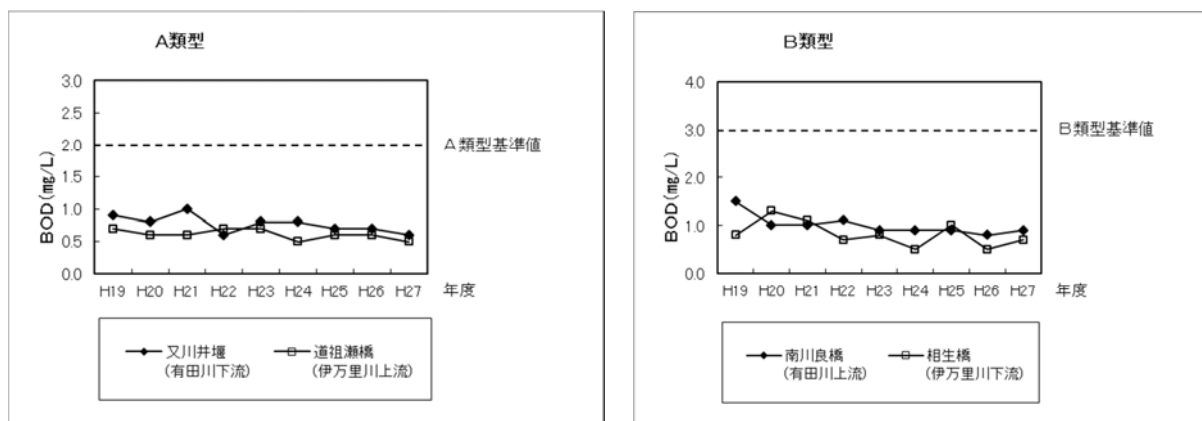 A類型
3.0
2.5
2.0
1.5
1.0
0.5
0.0
BOD(㎎/L)
A類型基準値
H19 H20 H21 H22 H23 H24 H25 H26 H27 年度
又川井堰 道祖瀬橋
(有田川下流) (伊万里川上流)
B類型
4.0
3.0
2.0
1.0
0.0
BOD(㎎/L)
B類型基準値
H19 H20 H21 H22 H23 H24 H25 H26 H27 年度
南川良橋 相生橋
(有田川上流) (伊万里川下流)